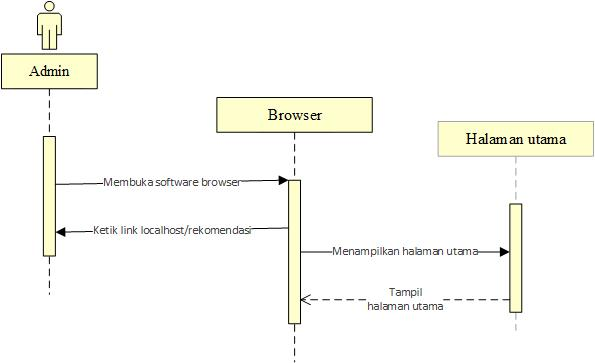 Admin
Browser
Halaman utama
Membuka software browser
Ketik link localhost/rekomendasi
Menampilkan halaman utama
Tampil
halaman utama